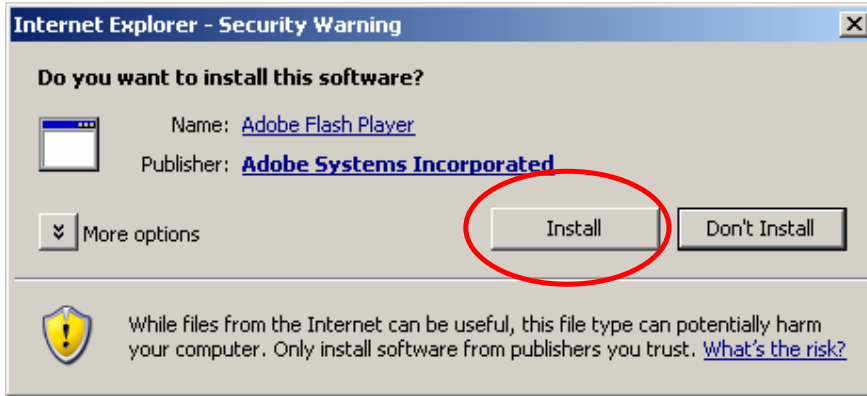 Internet Explorer - Security Warning
Do you want to install this software?
Name: Adobe Flash Player
Publisher: Adobe Systems Incorporated
More options
Install
Don't Install
While files from the Internet can be useful, this file type can potentially harm
your computer. Only install software from publishers you trust. What's the risk?